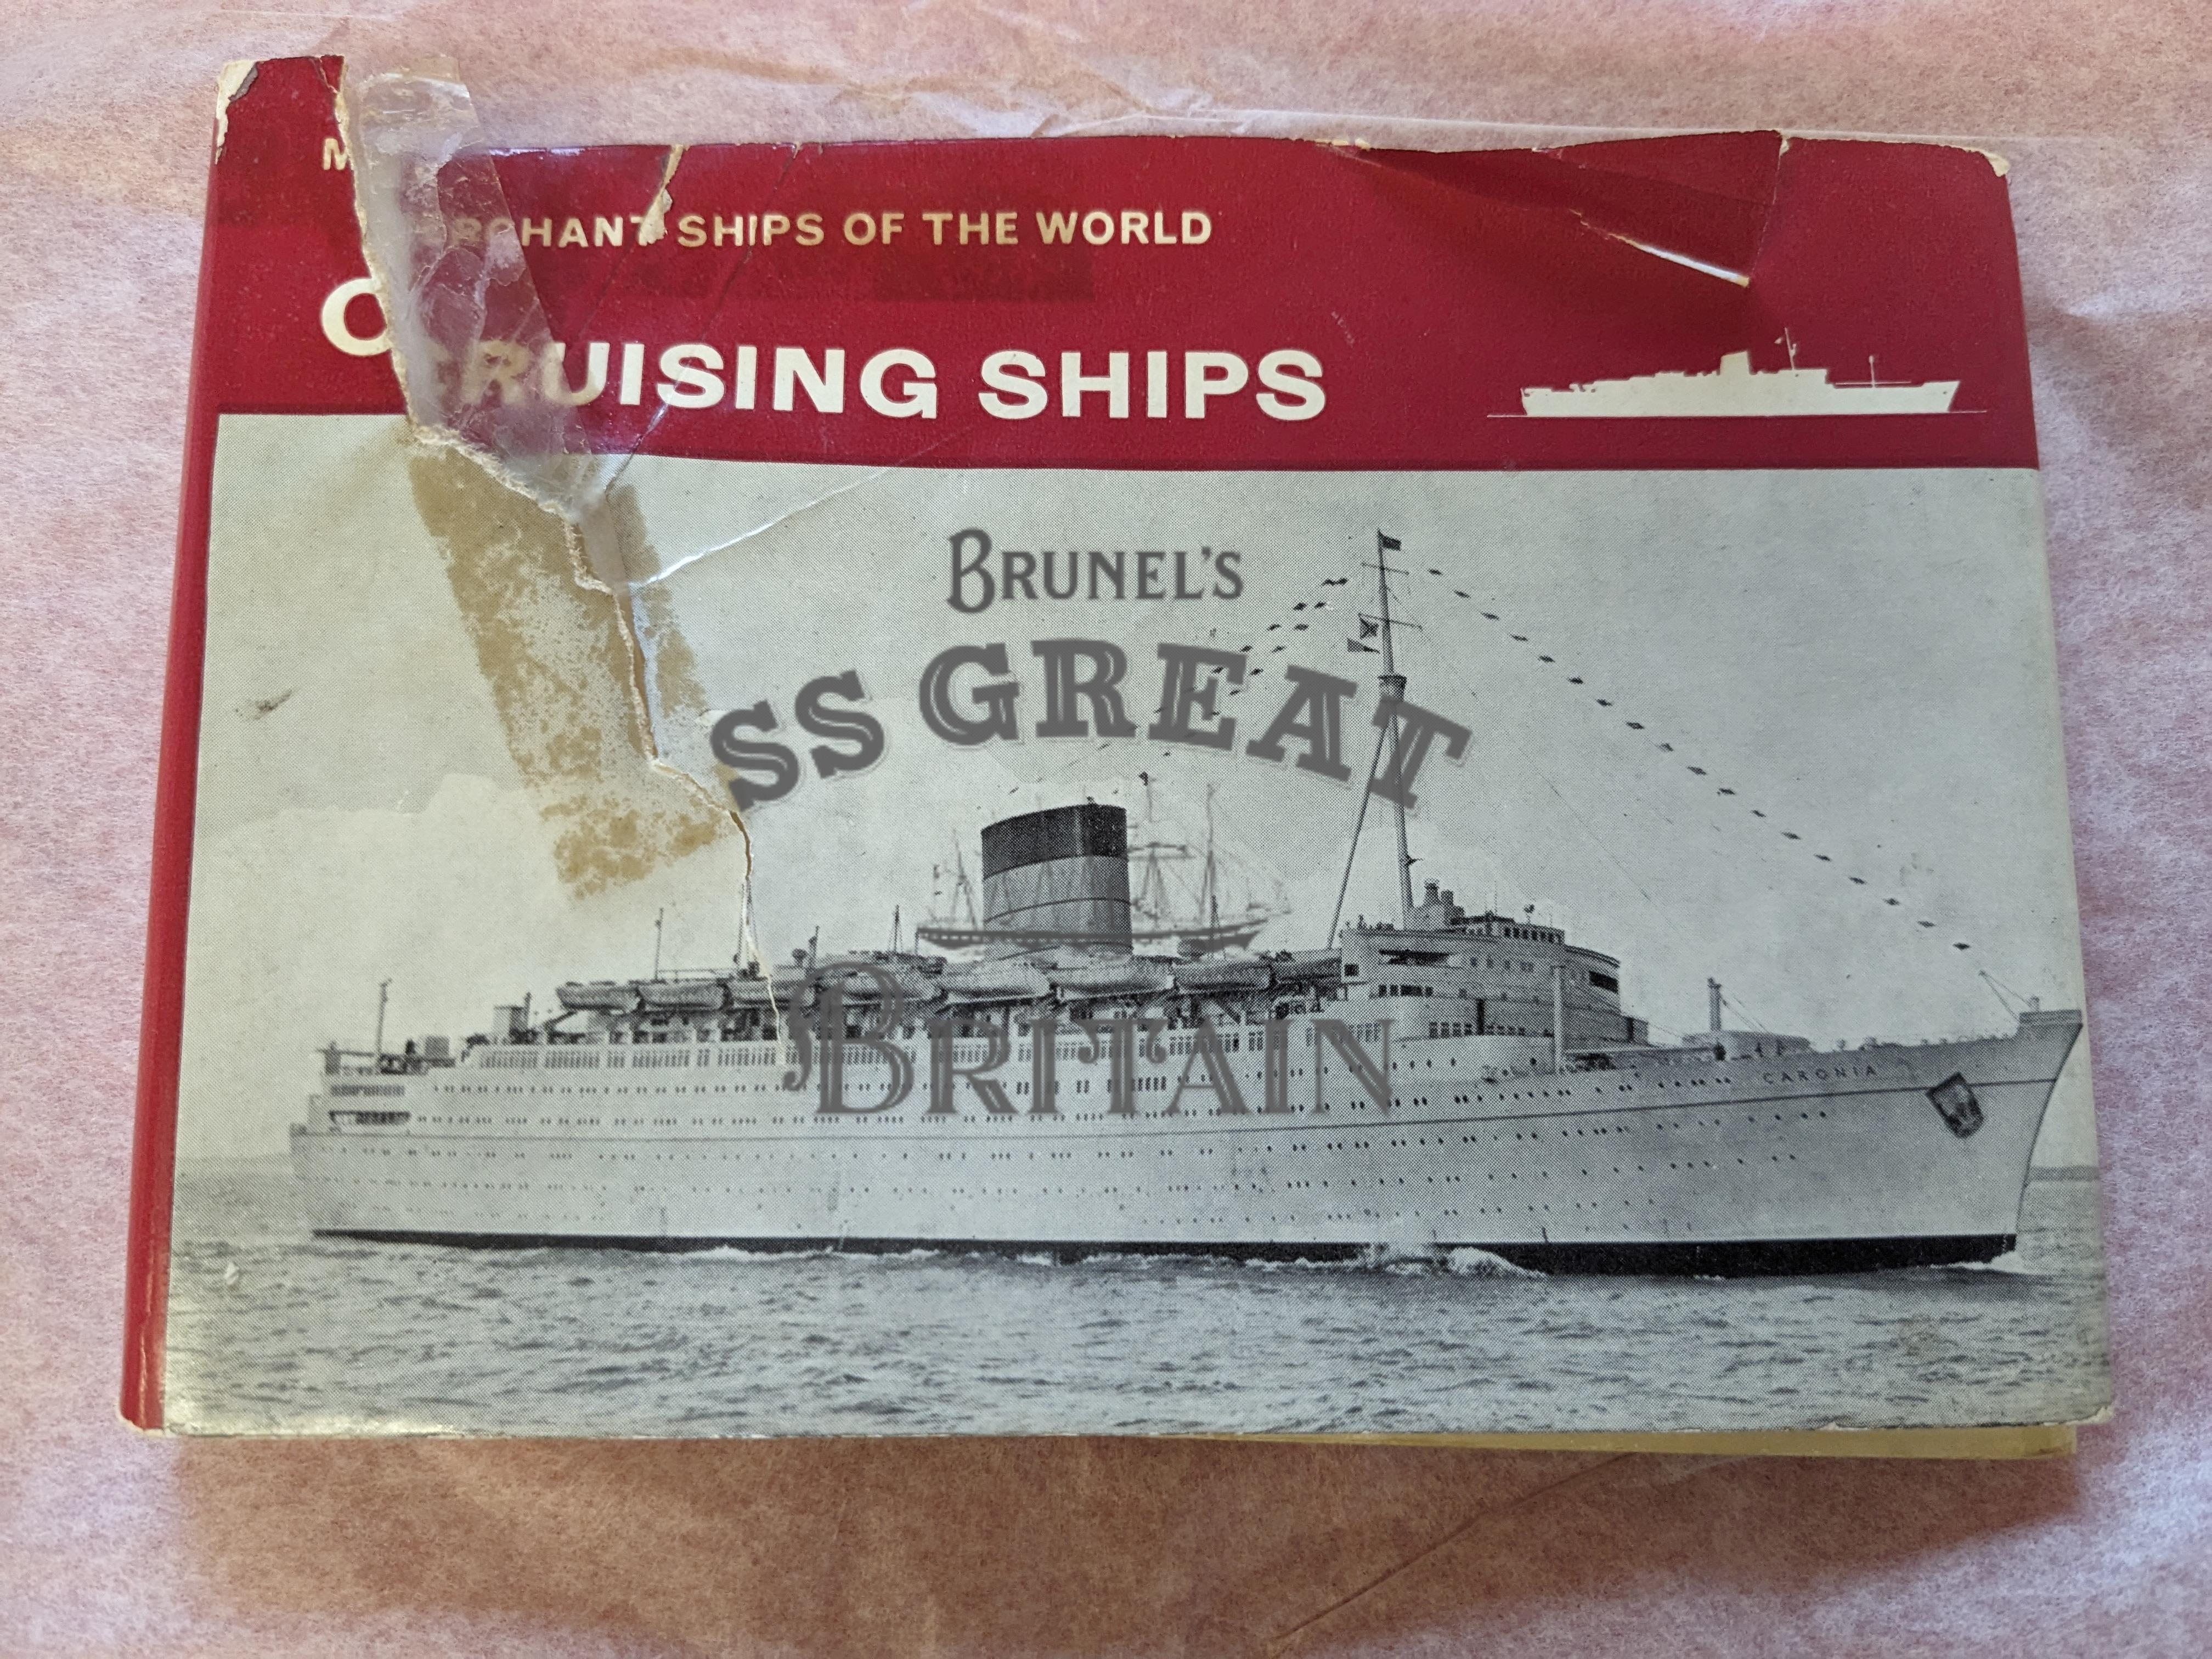 MERCHANT SHIPS OF THE WORLD
CRUISING SHIPS
BRUNEL'S
SS GREAT
BRITAIN
CARONIA